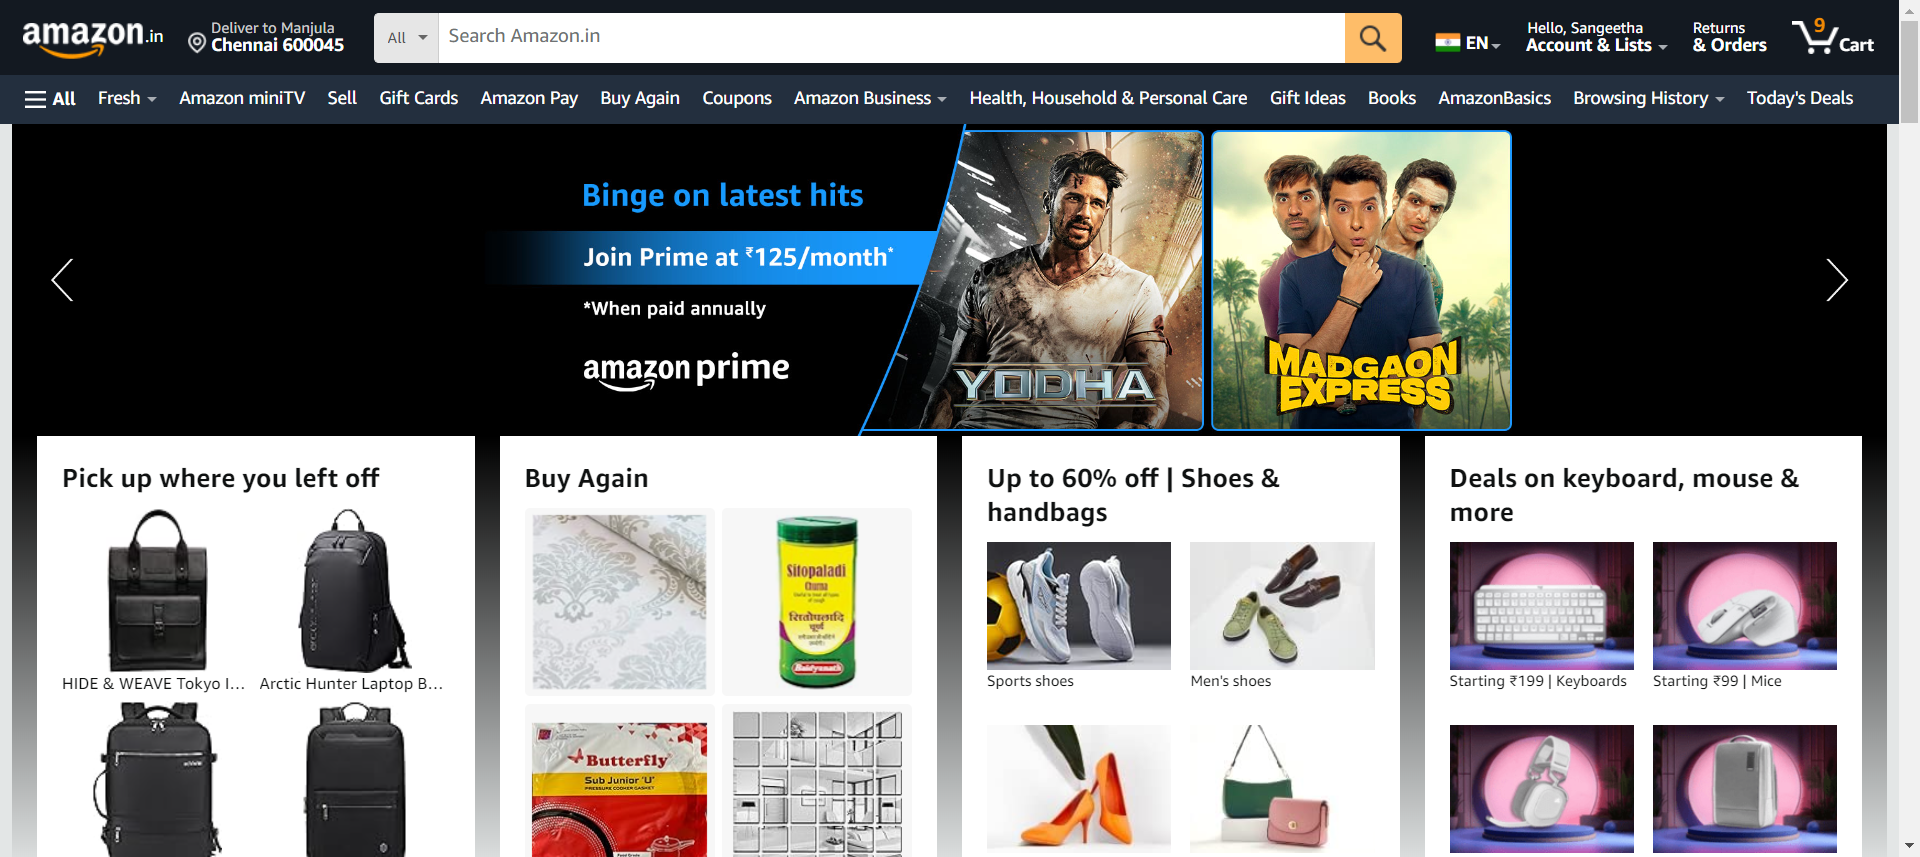 amazon.in
Deliver to Manjula
Chennai 600045
All
Search Amazon.in
EN
Hello, Sangeetha
Account & Lists
Returns
& Orders
9
Cart
All
Fresh
Amazon miniTV
Sell
Gift Cards
Amazon Pay
Buy Again
Coupons
Amazon Business
Health, Household & Personal Care
Gift Ideas
Books
AmazonBasics
Browsing History
Today's Deals
Binge on latest hits
Join Prime at ₹125/month*
*When paid annually
amazon prime
YODHA
MADGAON
EXPRESS
Pick up where you left off
HIDE & WEAVE Tokyo I...
Arctic Hunter Laptop B...
Buy Again
Sitopaladi
Churna
सितोपलादि
चूर्ण
Baidyanath
Butterfly
Sub Junior 'U'
PRESSURE COOKER GASKET
Food Grade
Up to 60% off | Shoes &
handbags
Sports shoes
Men's shoes
Deals on keyboard, mouse &
more
Starting ₹199 | Keyboards
Starting ₹99 | Mice